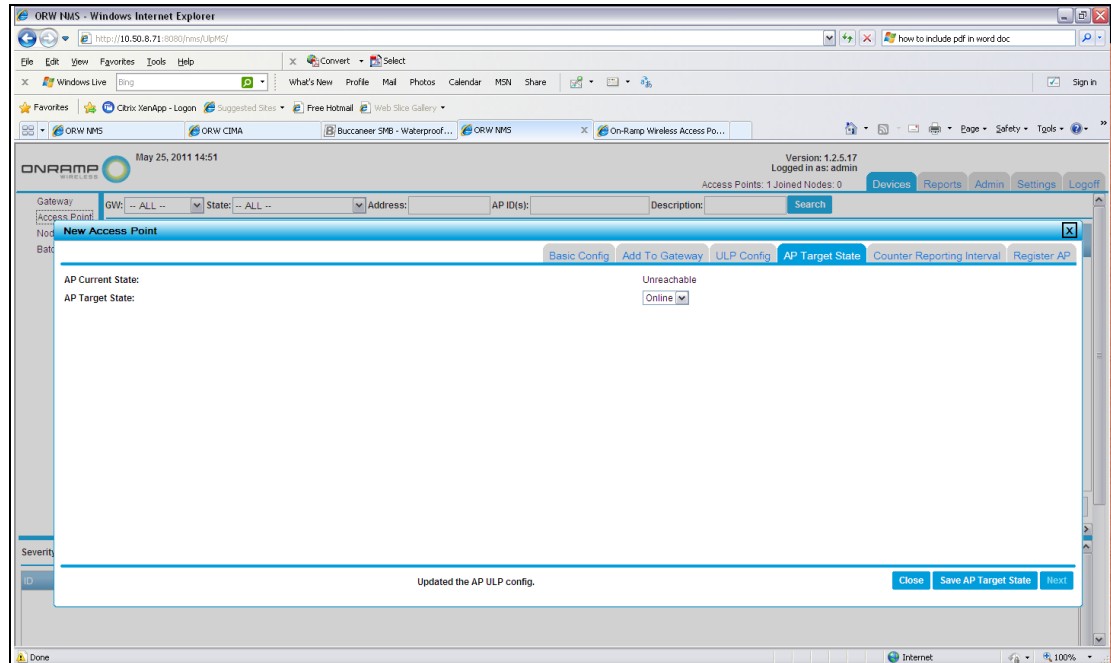 ORW NMS - Windows Internet Explorer
http://10.50.8.71:8080/nms/UlpMS/
how to include pdf in word doc
File Edit View Favorites Tools Help
X Convert Select
X Windows Live Bing What's New Profile Mail Photos Calendar MSN Share Sign in
Favorites Citrix XenApp - Logon Suggested Sites Free Hotmail Web Slice Gallery
ORW NMS ORW CIMA Buccaneer SMB - Waterproof... ORW NMS X On-Ramp Wireless Access Po... Page Safety Tools
ONRAMP WIRELESS
May 25, 2011 14:51
Version: 1.2.5.17
Logged in as: admin
Access Points: 1 Joined Nodes: 0
Devices Reports Admin Settings Logoff
Gateway
Access Point
GW: -- ALL -- State: -- ALL -- Address: AP ID(s): Description: Search
Nod
Batc
New Access Point X
Basic Config Add To Gateway ULP Config AP Target State Counter Reporting Interval Register AP
AP Current State: Unreachable
AP Target State: Online
Severity
ID
Updated the AP ULP config.
Close Save AP Target State Next
Done Internet 100%